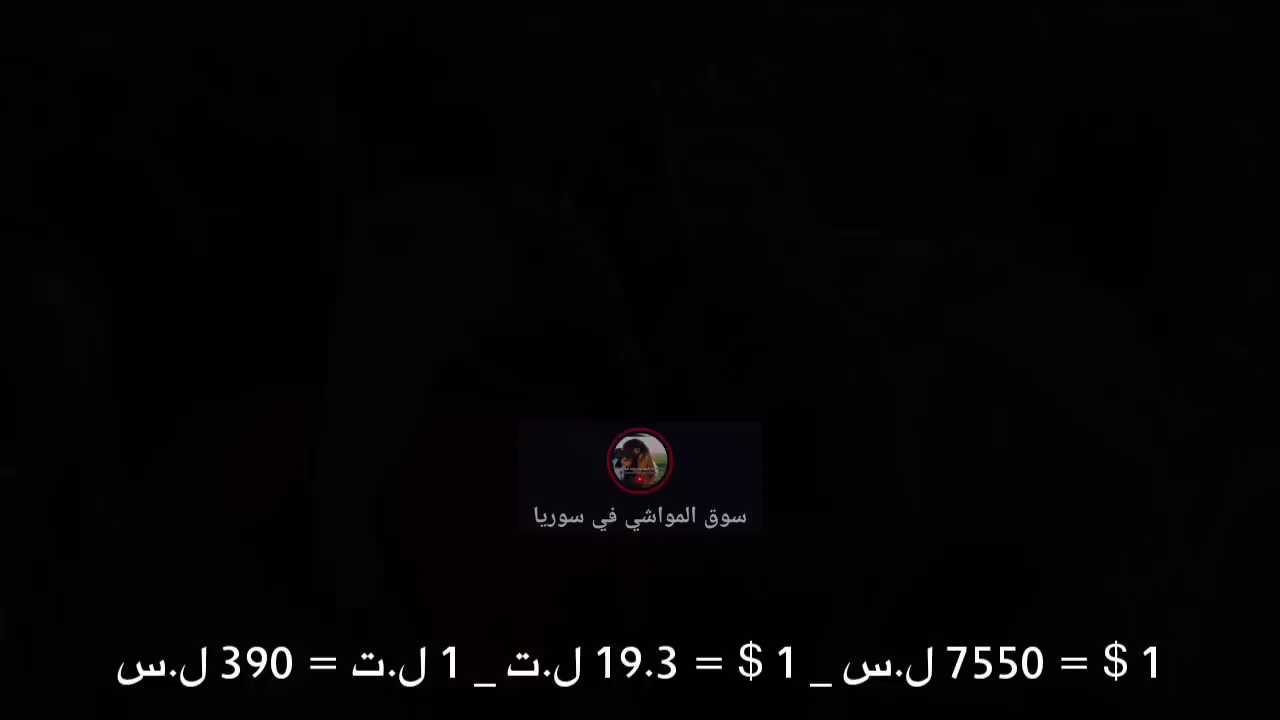 سوق المواشي في سوريا
1 $ = 7550 ل.س _ 1 $ = 19.3 ل.ت _ 1 ل.ت = 390 ل.س